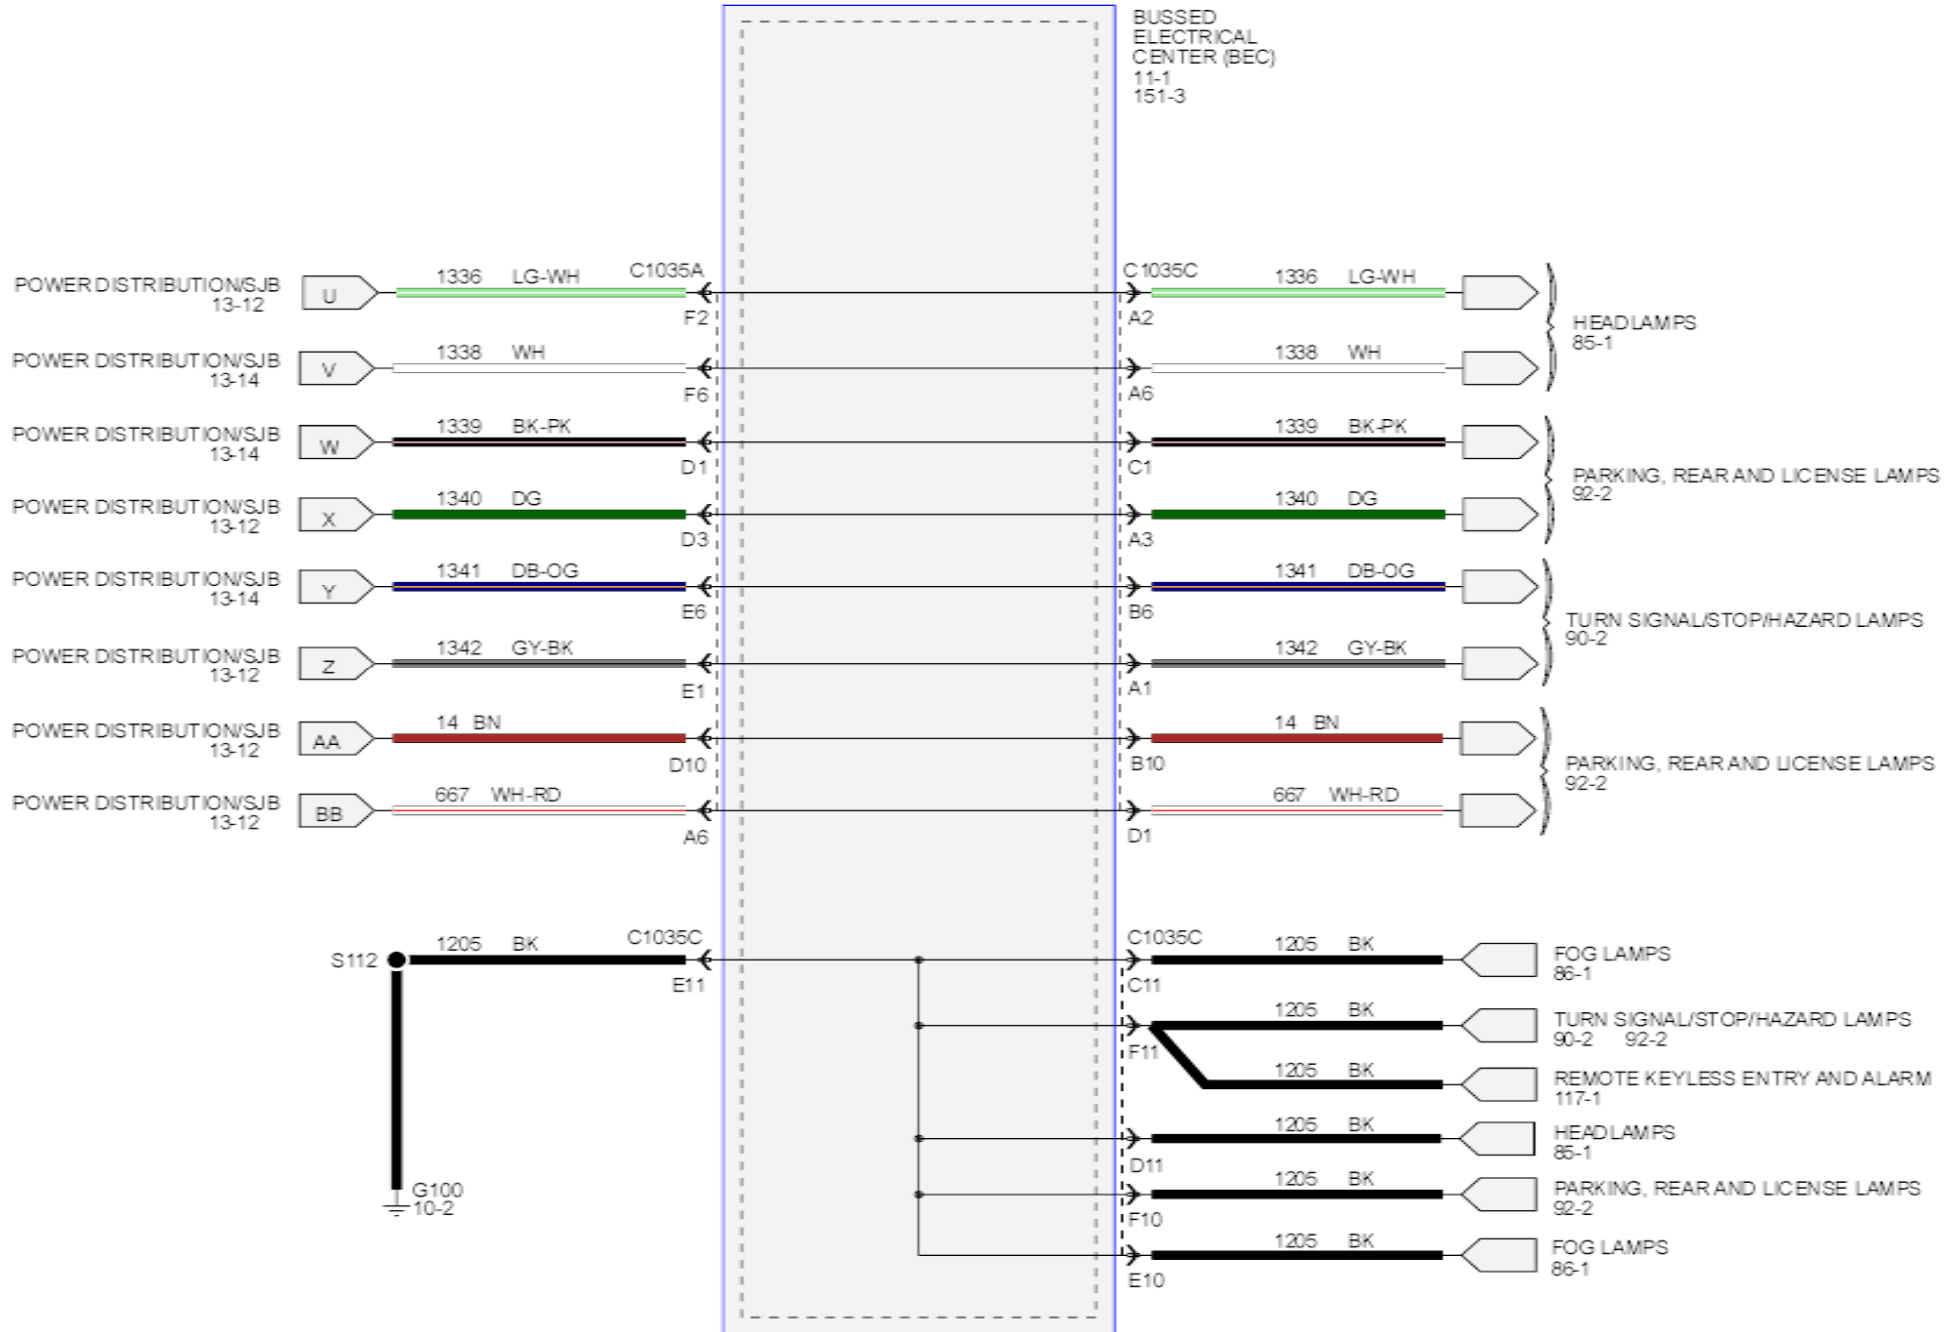 BUSSED
ELECTRICAL
CENTER (BEC)
11-1
151-3
POWER DISTRIBUTION/SJB
13-12
U
1336 LG-WH
C1035A
F2
C1035C
A2
1336 LG-WH
HEADLAMPS
85-1
POWER DISTRIBUTION/SJB
13-14
V
1338 WH
F6
A6
1338 WH
POWER DISTRIBUTION/SJB
13-14
W
1339 BK-PK
D1
C1
1339 BK-PK
PARKING, REAR AND LICENSE LAMPS
92-2
POWER DISTRIBUTION/SJB
13-12
X
1340 DG
D3
A3
1340 DG
POWER DISTRIBUTION/SJB
13-14
Y
1341 DB-OG
E6
B6
1341 DB-OG
TURN SIGNAL/STOP/HAZARD LAMPS
90-2
POWER DISTRIBUTION/SJB
13-12
Z
1342 GY-BK
E1
A1
1342 GY-BK
POWER DISTRIBUTION/SJB
13-12
AA
14 BN
D10
B10
14 BN
PARKING, REAR AND LICENSE LAMPS
92-2
POWER DISTRIBUTION/SJB
13-12
BB
667 WH-RD
A6
D1
667 WH-RD
S112
1205 BK
C1035C
E11
C1035C
C11
1205 BK
FOG LAMPS
86-1
F11
1205 BK
TURN SIGNAL/STOP/HAZARD LAMPS
90-2 92-2
1205 BK
REMOTE KEYLESS ENTRY AND ALARM
117-1
D11
1205 BK
HEADLAMPS
85-1
G100
10-2
F10
1205 BK
PARKING, REAR AND LICENSE LAMPS
92-2
E10
1205 BK
FOG LAMPS
86-1